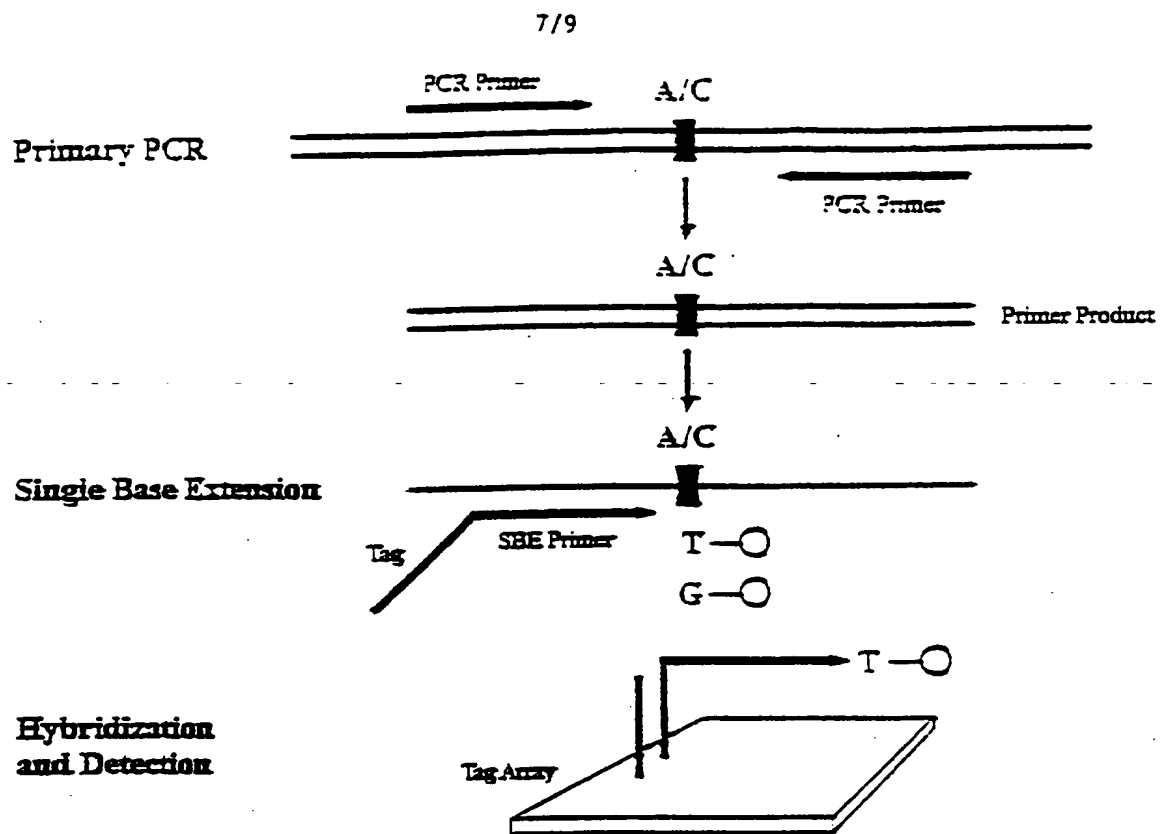 7/9
PCR Primer
A/C
Primary PCR
PCR Primer
A/C
Primer Product
A/C
Single Base Extension
Tag
SBE Primer
T
G
T
Hybridization
and Detection
Tag Array